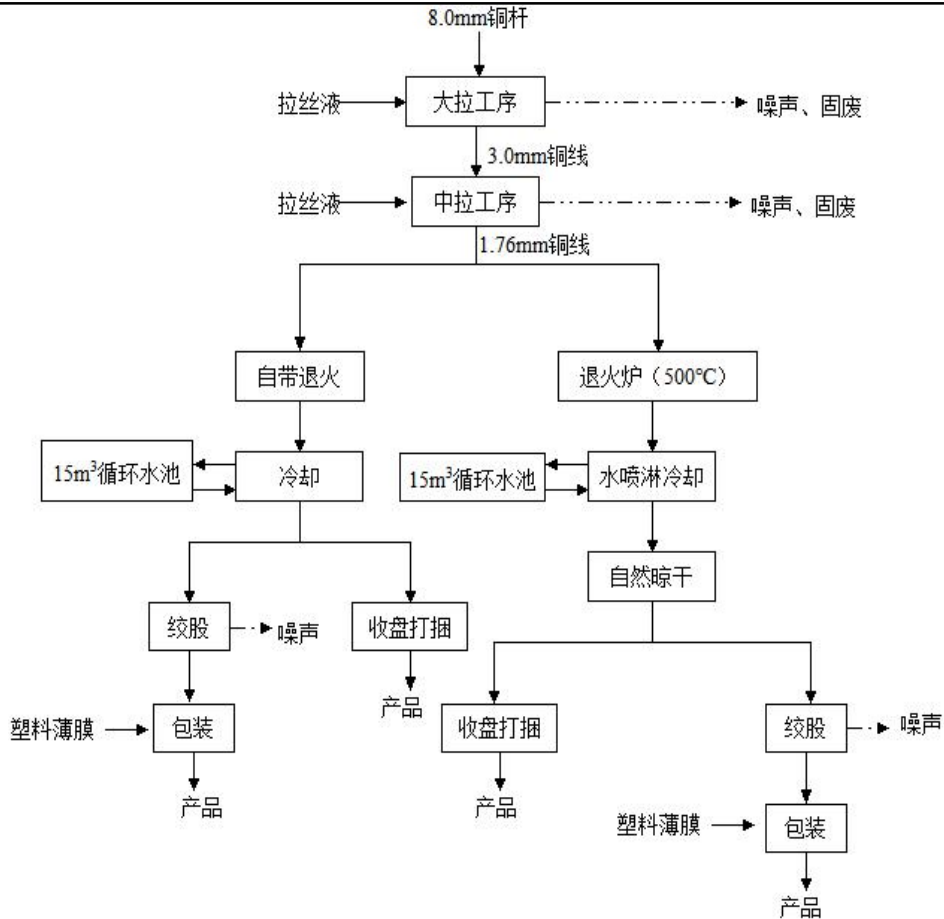 8.0mm铜杆
拉丝液
大拉工序
噪声、固废
3.0mm铜线
拉丝液
中拉工序
噪声、固废
1.76mm铜线
自带退火
退火炉（500℃）
15m³循环水池
冷却
15m³循环水池
水喷淋冷却
自然晾干
绞股
噪声
收盘打捆
产品
塑料薄膜
包装
收盘打捆
绞股
噪声
产品
产品
塑料薄膜
包装
产品